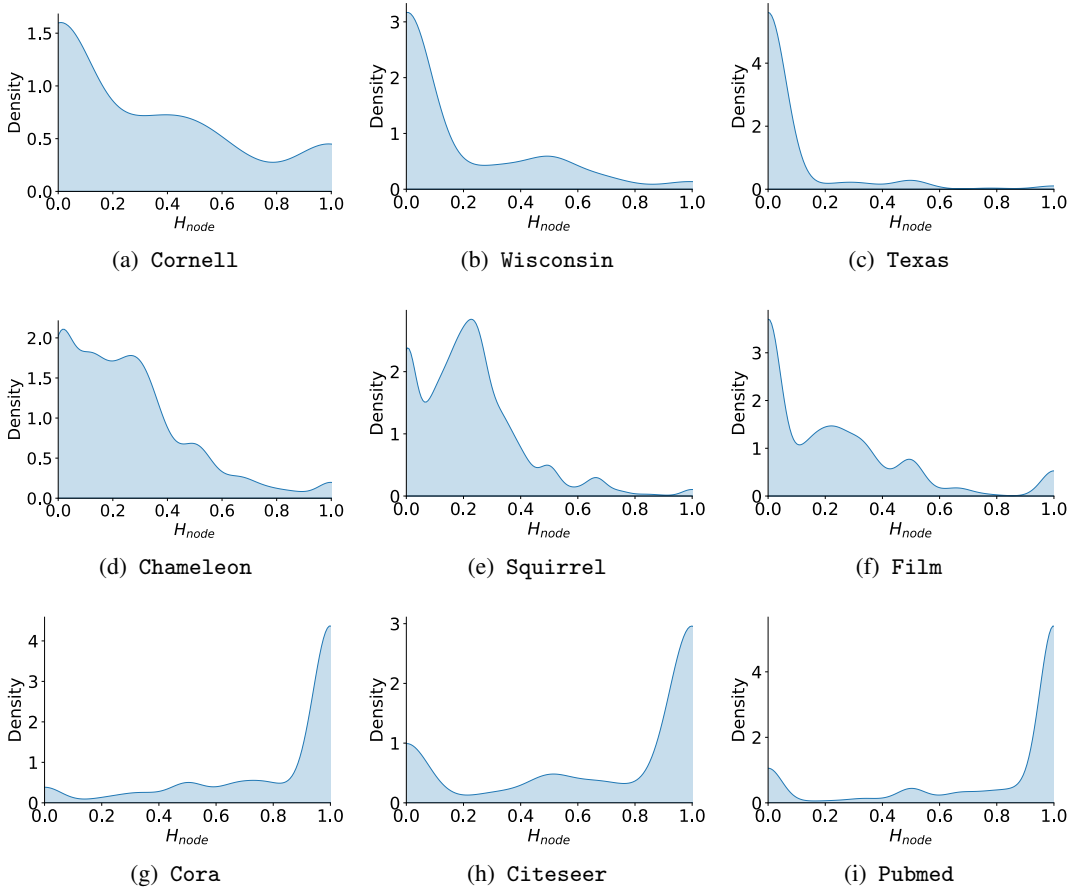 Density
1.5
1.0
0.5
0.0
0.0 0.2 0.4 0.6 0.8 1.0
H_node
(a) Cornell
Density
3
2
1
0
0.0 0.2 0.4 0.6 0.8 1.0
H_node
(b) Wisconsin
Density
4
2
0
0.0 0.2 0.4 0.6 0.8 1.0
H_node
(c) Texas
Density
2.0
1.5
1.0
0.5
0.0
0.0 0.2 0.4 0.6 0.8 1.0
H_node
(d) Chameleon
Density
2
1
0
0.0 0.2 0.4 0.6 0.8 1.0
H_node
(e) Squirrel
Density
3
2
1
0
0.0 0.2 0.4 0.6 0.8 1.0
H_node
(f) Film
Density
4
3
2
1
0
0.0 0.2 0.4 0.6 0.8 1.0
H_node
(g) Cora
Density
3
2
1
0
0.0 0.2 0.4 0.6 0.8 1.0
H_node
(h) Citeseer
Density
4
2
0
0.0 0.2 0.4 0.6 0.8 1.0
H_node
(i) Pubmed